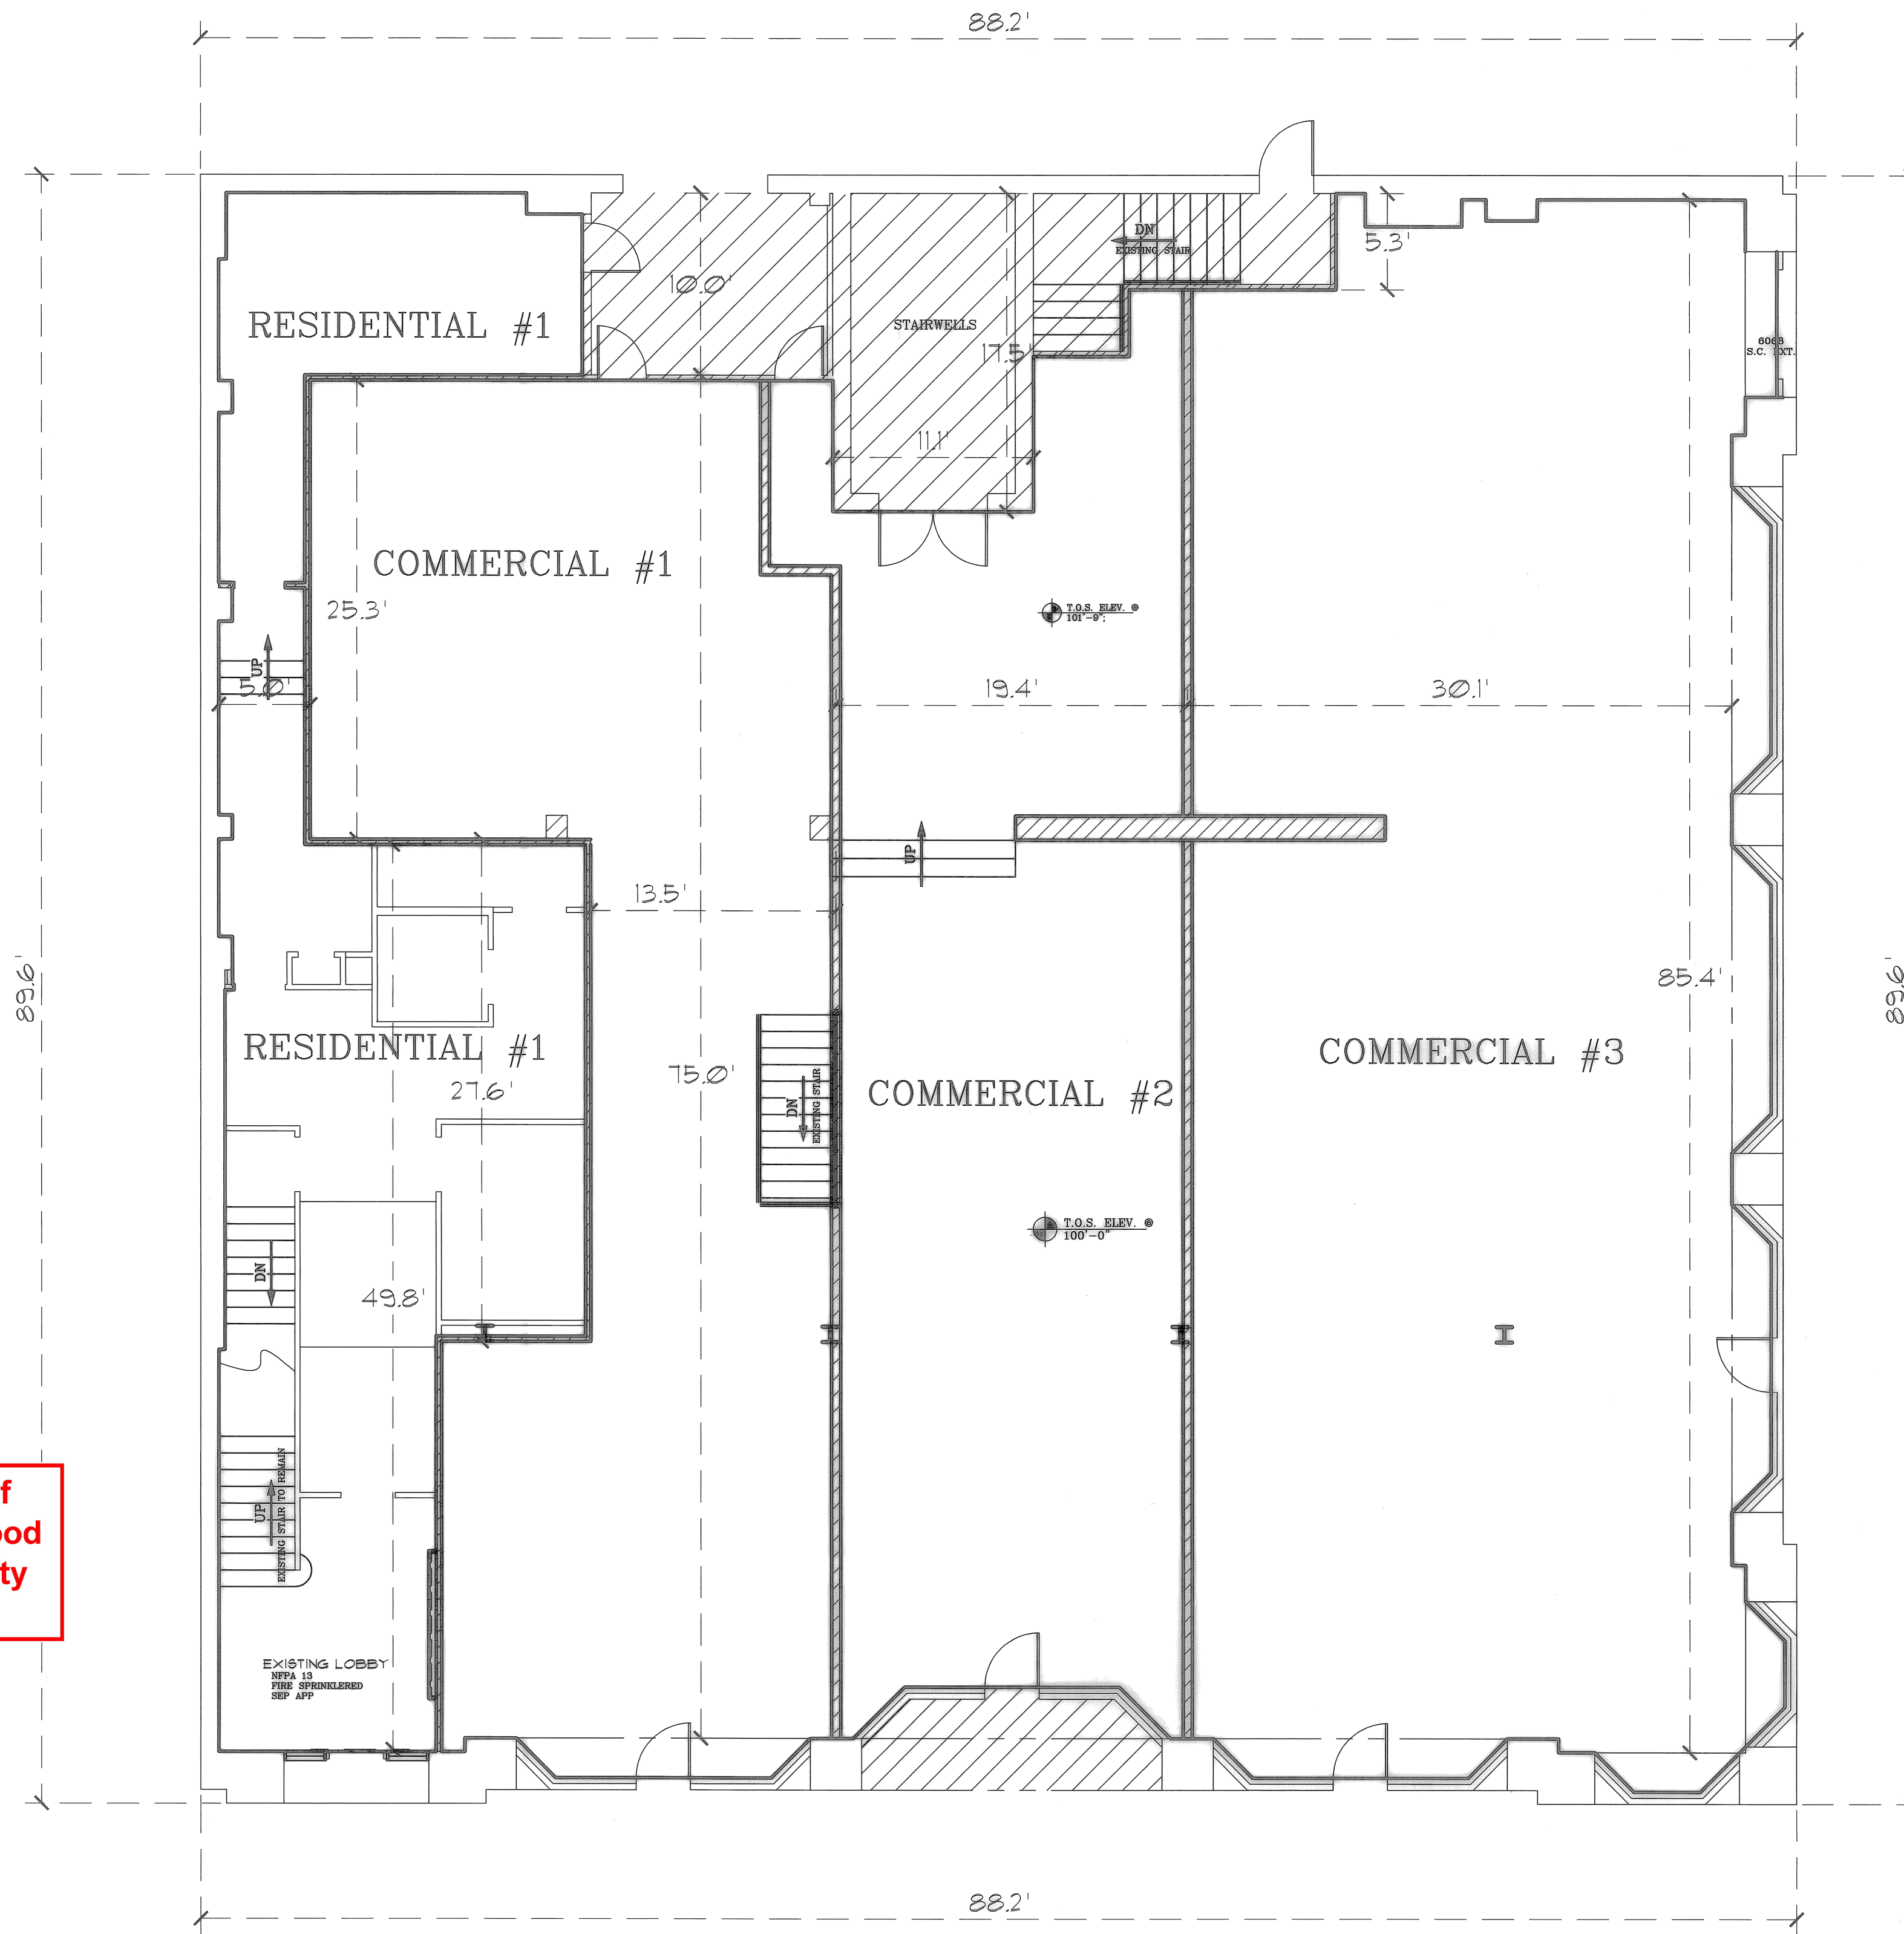 88.2'
DN
EXISTING STAIR
5.3'
10.0'
RESIDENTIAL #1
STAIRWELLS
17.5'
6068
S.C. EXT.
11.1'
COMMERCIAL #1
25.3'
T.O.S. ELEV. @
101'-9";
UP
5.0'
19.4'
30.1'
UP
13.5'
89.6'
85.4'
89.6'
RESIDENTIAL #1
27.6'
75.0'
DN
EXISTING STAIR
COMMERCIAL #2
COMMERCIAL #3
T.O.S. ELEV. @
100'-0"
DN
49.8'
UP
EXISTING STAIR TO REMAIN
EXISTING LOBBY
NFPA 13
FIRE SPRINKLERED
SEP APP
88.2'